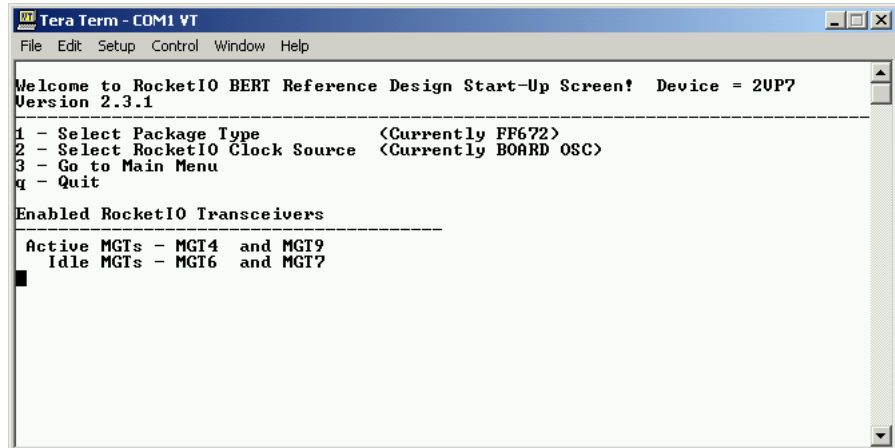 Tera Term - COM1 VT
File Edit Setup Control Window Help
Welcome to RocketIO BERT Reference Design Start-Up Screen! Device = 2VP7
Version 2.3.1
1 - Select Package Type (Currently FF672)
2 - Select RocketIO Clock Source (Currently BOARD OSC)
3 - Go to Main Menu
q - Quit
Enabled RocketIO Transceivers
Active MGTs - MGT4 and MGT9
Idle MGTs - MGT6 and MGT7